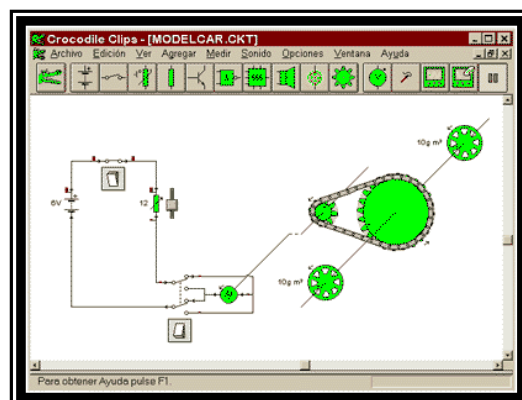 Crocodile Clips - [MODELCAR.CKT]
Archivo Edición Ver Agregar Medir Sonido Opciones Ventana Ayuda
10g m²
6V
12
10g m²
Para obtener Ayuda pulse F1.